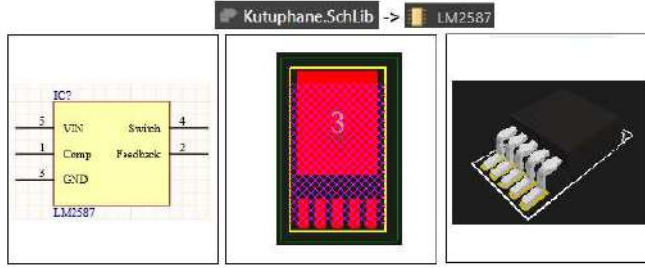 Kutuphane.SchLib -> LM2587
IC?
5 VIN Switch 4
1 Comp Feedback 2
3 GND
LM2587
3